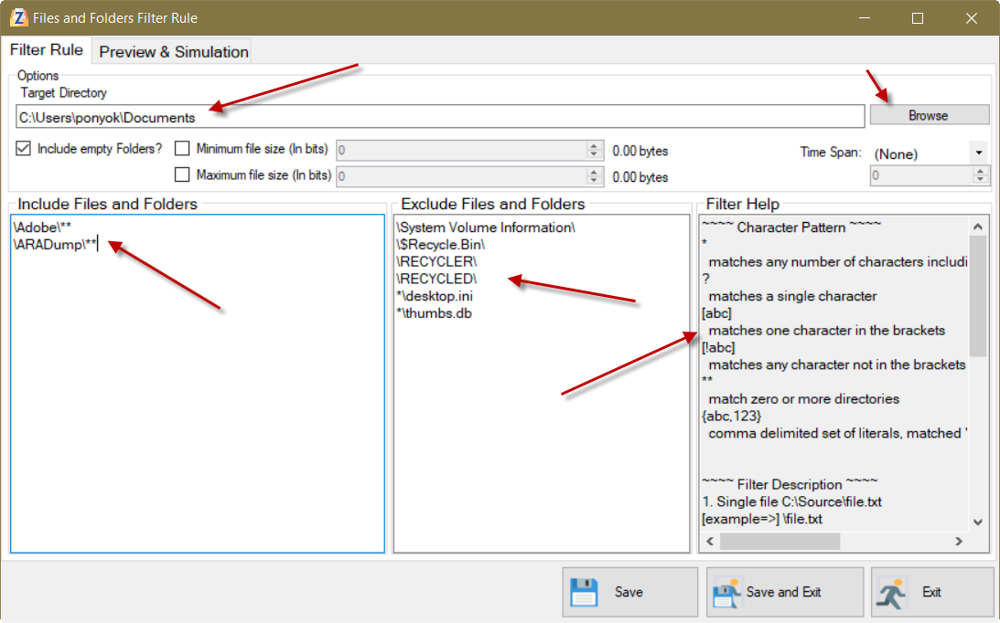 Files and Folders Filter Rule
Filter Rule
Preview & Simulation
Options
Target Directory
C:\Users\ponyok\Documents
Browse
Include empty Folders?
Minimum file size (In bits)
0
0.00 bytes
Time Span:
(None)
Maximum file size (In bits)
0
0.00 bytes
0
Include Files and Folders
\Adobe\**
\ARADump\**
Exclude Files and Folders
\System Volume Information\
\$Recycle.Bin\
\RECYCLER\
\RECYCLED\
*\desktop.ini
*\thumbs.db
Filter Help
~~~~ Character Pattern ~~~~
*
matches any number of characters includi
?
matches a single character
[abc]
matches one character in the brackets
[!abc]
matches any character not in the brackets
**
match zero or more directories
{abc,123}
comma delimited set of literals, matched '
~~~~ Filter Description ~~~~
1. Single file C:\Source\file.txt
[example=>] \file.txt
Save
Save and Exit
Exit